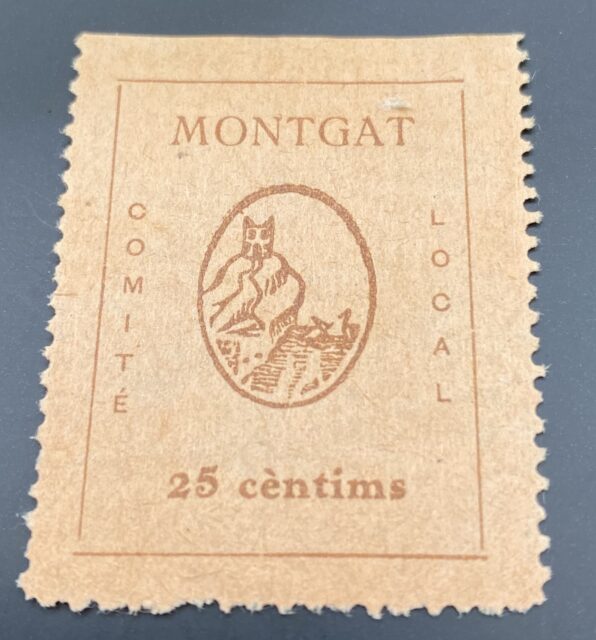 MONTGAT
COMITÉ
LOCAL
25 cèntims